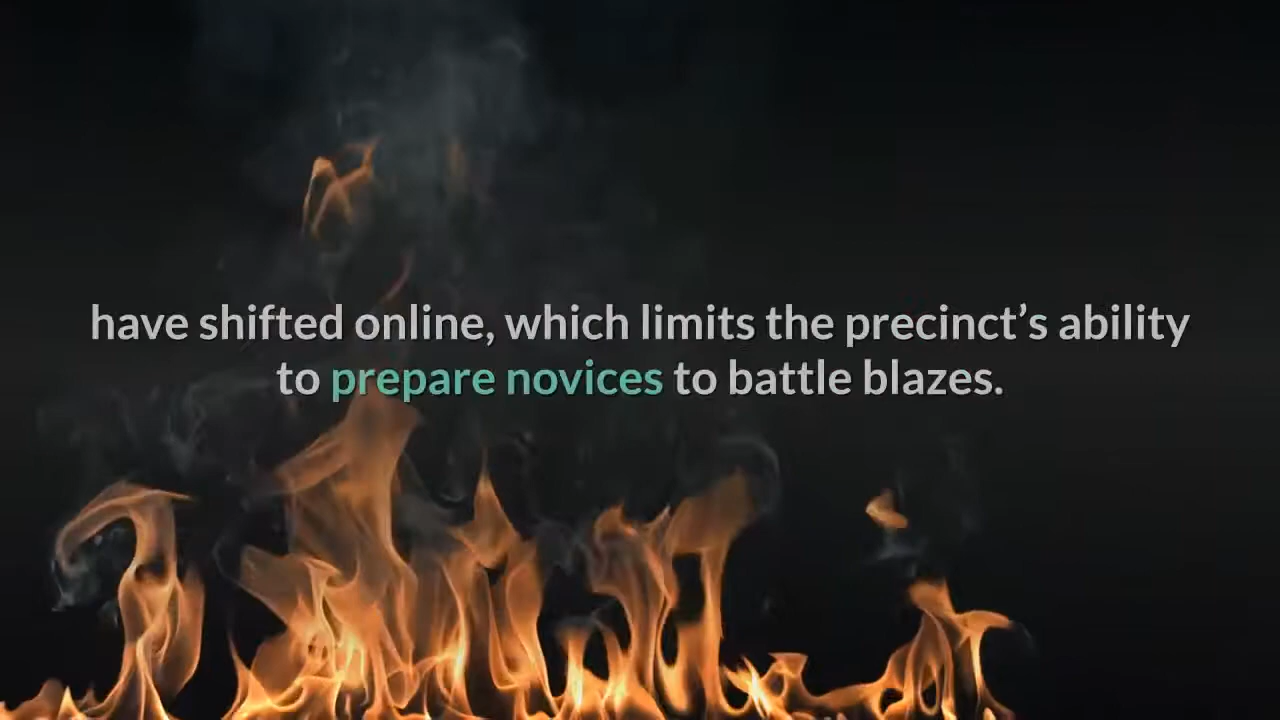 have shifted online, which limits the precinct’s ability
to prepare novices to battle blazes.